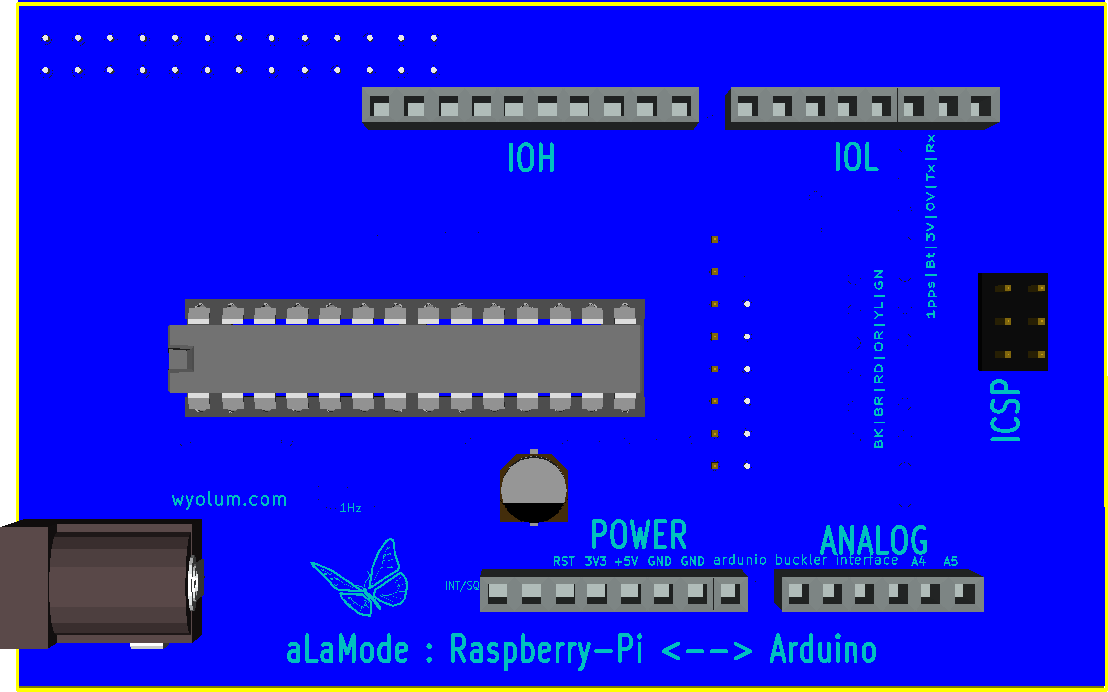 IOH
IOL
1pps|Bt|3V|0V|Tx|Rx
BK|BR|RD|OR|YL|GN
ICSP
wyolum.com
1Hz
POWER
ANALOG
RST 3V3 +5V GND GND ardunio buckler interface A4 A5
INT/SQ
aLaMode : Raspberry-Pi <--> Arduino